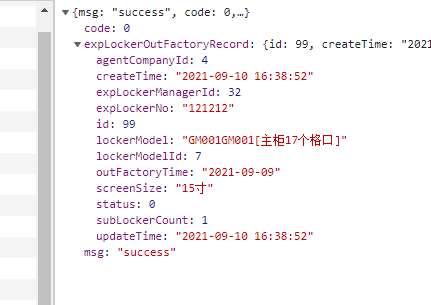 {msg: "success", code: 0,…}
code: 0
expLockerOutFactoryRecord: {id: 99, createTime: "2021
agentCompanyId: 4
createTime: "2021-09-10 16:38:52"
expLockerManagerId: 32
expLockerNo: "121212"
id: 99
lockerModel: "GM001GM001[主柜17个格口]"
lockerModelId: 7
outFactoryTime: "2021-09-09"
screenSize: "15寸"
status: 0
subLockerCount: 1
updateTime: "2021-09-10 16:38:52"
msg: "success"